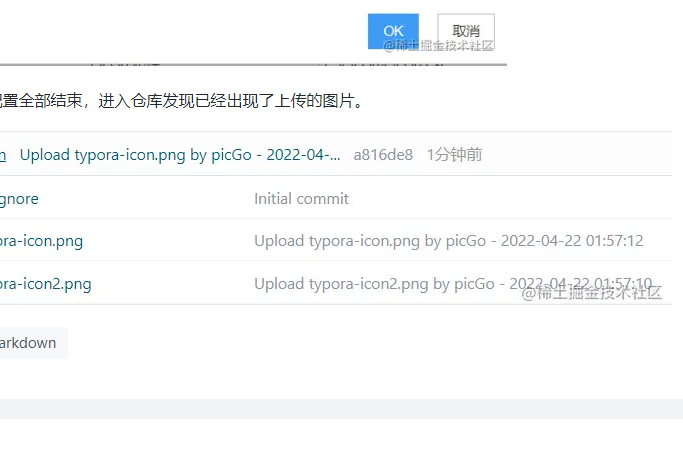 OK 取消
@稀土掘金技术社区
置全部结束，进入仓库发现已经出现了上传的图片。
n Upload typora-icon.png by picGo - 2022-04-... a816de8 1分钟前
gnore Initial commit
ora-icon.png Upload typora-icon.png by picGo - 2022-04-22 01:57:12
ora-icon2.png Upload typora-icon2.png by picGo - 2022-04-22 01:57:10
@稀土掘金技术社区
arkdown